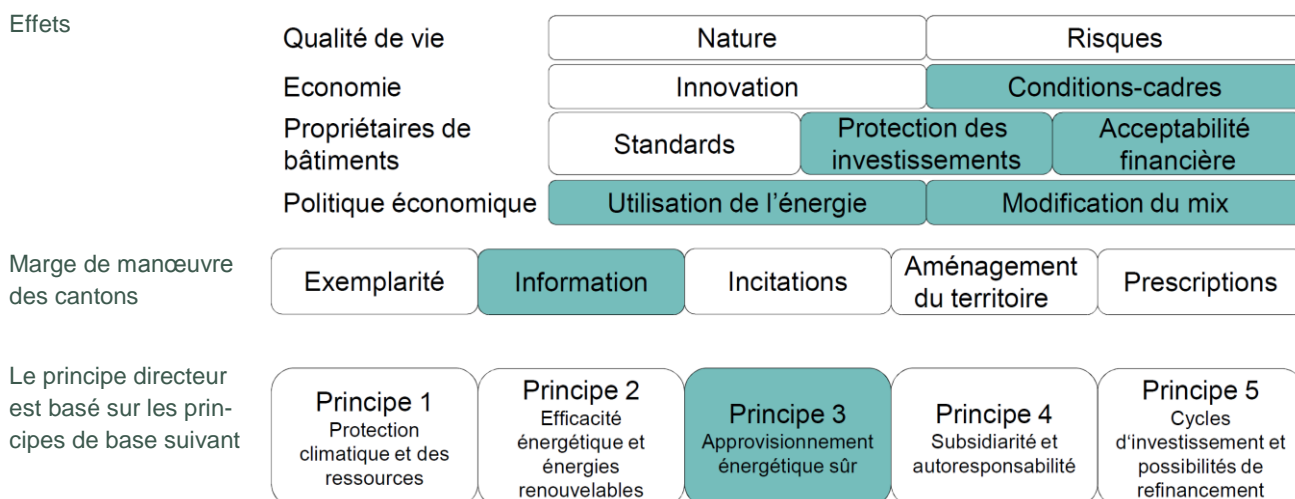 Effets
Qualité de vie
Nature
Risques
Economie
Innovation
Conditions-cadres
Propriétaires de
bâtiments
Standards
Protection des
investissements
Acceptabilité
financière
Politique économique
Utilisation de l'énergie
Modification du mix
Marge de manœuvre
des cantons
Exemplarité
Information
Incitations
Aménagement
du territoire
Prescriptions
Le principe directeur
est basé sur les prin-
cipes de base suivant
Principe 1
Protection
climatique et des
ressources
Principe 2
Efficacité
énergétique et
énergies
renouvelables
Principe 3
Approvisionnement
énergétique sûr
Principe 4
Subsidiarité et
autoresponsabilité
Principe 5
Cycles
d'investissement et
possibilités de
refinancement